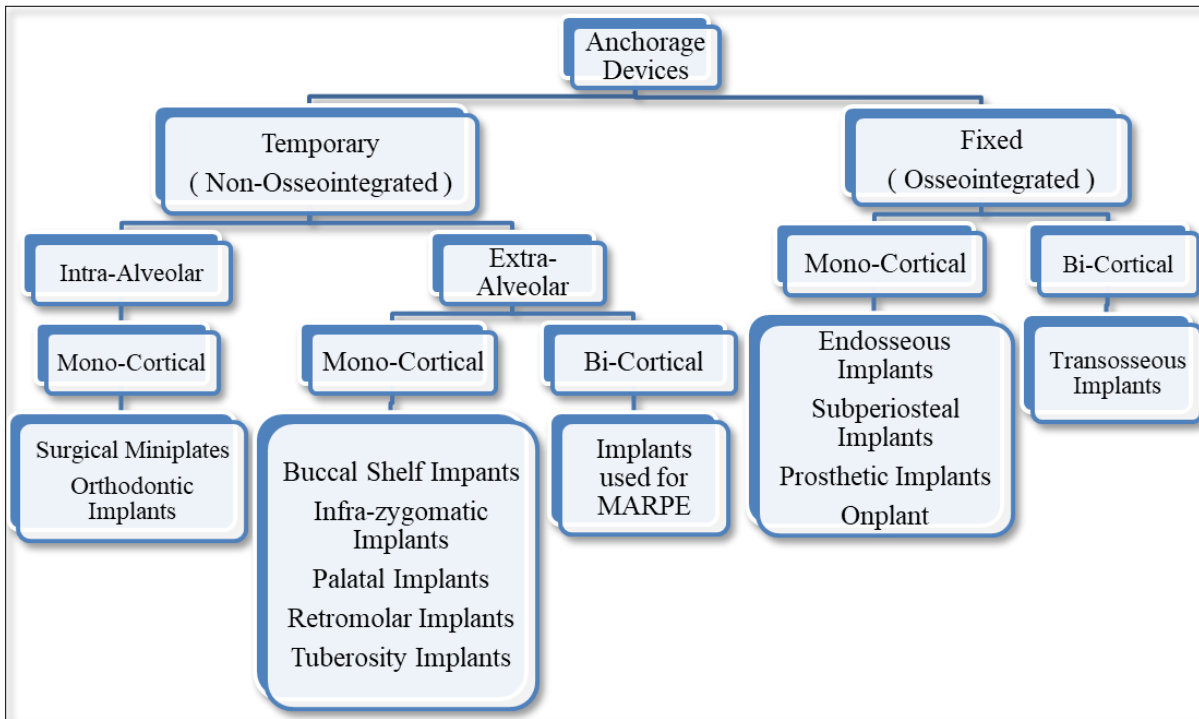 Anchorage
Devices
Temporary
( Non-Osseointegrated )
Fixed
( Osseointegrated )
Intra-Alveolar
Extra-
Alveolar
Mono-Cortical
Bi-Cortical
Mono-Cortical
Mono-Cortical
Bi-Cortical
Surgical Miniplates
Orthodontic
Implants
Buccal Shelf Impants
Infra-zygomatic
Implants
Palatal Implants
Retromolar Implants
Tuberosity Implants
Implants
used for
MARPE
Endosseous
Implants
Subperiosteal
Implants
Prosthetic Implants
Onplant
Transosseous
Implants